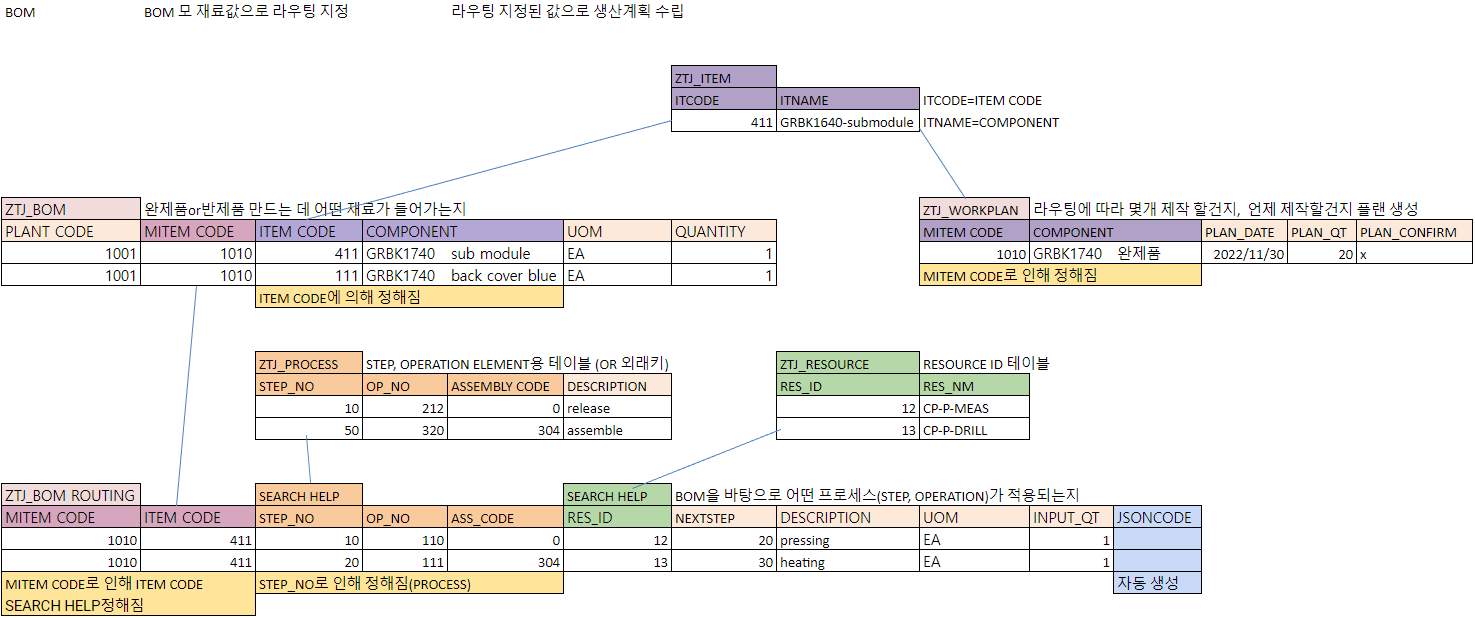 BOM BOM 모 재료값으로 라우팅 지정 라우팅 지정된 값으로 생산계획 수립
ZTJ_ITEM
ITCODE ITNAME ITCODE=ITEM CODE
411 GRBK1640-submodule ITNAME=COMPONENT
ZTJ_BOM 완제품or반제품 만드는 데 어떤 재료가 들어가는지
PLANT CODE MITEM CODE ITEM CODE COMPONENT UOM QUANTITY
1001 1010 411 GRBK1740 sub module EA 1
1001 1010 111 GRBK1740 back cover blue EA 1
ITEM CODE에 의해 정해짐
ZTJ_WORKPLAN 라우팅에 따라 몇개 제작 할건지, 언제 제작할건지 플랜 생성
MITEM CODE COMPONENT PLAN_DATE PLAN_QT PLAN_CONFIRM
1010 GRBK1740 완제품 2022/11/30 20 x
MITEM CODE로 인해 정해짐
ZTJ_PROCESS STEP, OPERATION ELEMENT용 테이블 (OR 외래키)
STEP_NO OP_NO ASSEMBLY CODE DESCRIPTION
10 212 0 release
50 320 304 assemble
ZTJ_RESOURCE RESOURCE ID 테이블
RES_ID RES_NM
12 CP-P-MEAS
13 CP-P-DRILL
ZTJ_BOM ROUTING SEARCH HELP SEARCH HELP BOM을 바탕으로 어떤 프로세스(STEP, OPERATION)가 적용되는지
MITEM CODE ITEM CODE STEP_NO OP_NO ASS_CODE RES_ID NEXTSTEP DESCRIPTION UOM INPUT_QT JSONCODE
1010 411 10 110 0 12 20 pressing EA 1
1010 411 20 111 304 13 30 heating EA 1
MITEM CODE로 인해 ITEM CODE STEP_NO로 인해 정해짐(PROCESS) 자동 생성
SEARCH HELP정해짐